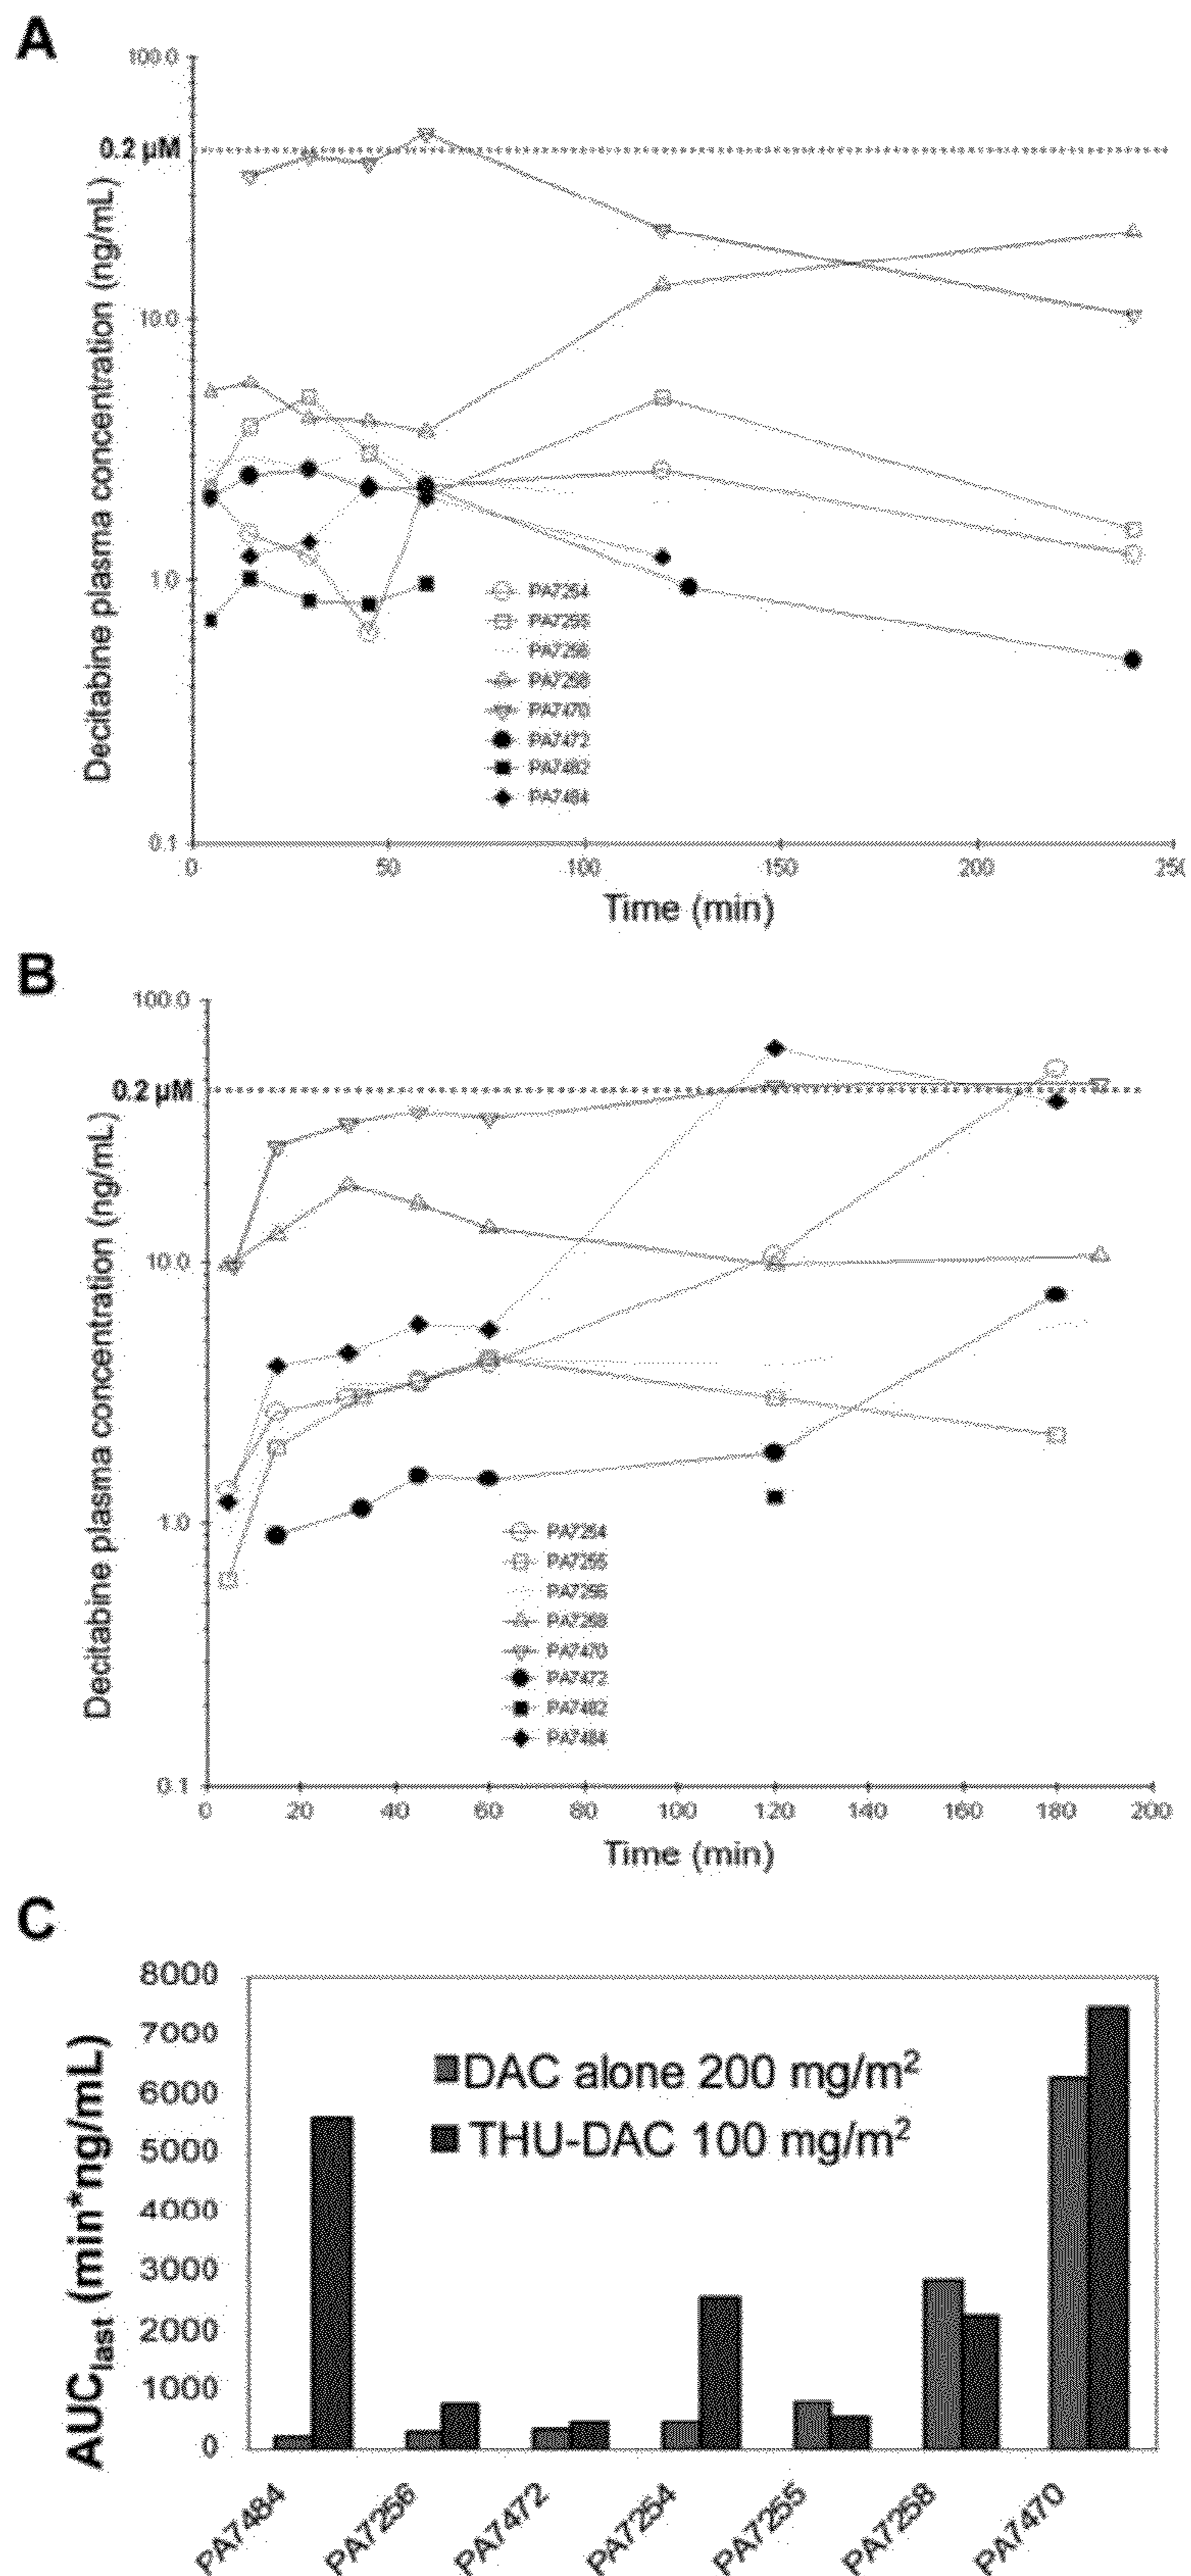 A
100.0
0.2 µM
10.0
1.0
0.1
Decitabine plasma concentration (ng/mL)
PA7254
PA7255
PA7256
PA7258
PA7470
PA7472
PA7482
PA7484
0 50 100 150 200 250
Time (min)
B
100.0
0.2 µM
10.0
1.0
0.1
Decitabine plasma concentration (ng/mL)
PA7254
PA7255
PA7256
PA7258
PA7470
PA7472
PA7482
PA7484
0 20 40 60 80 100 120 140 160 180 200
Time (min)
C
8000
7000
6000
5000
4000
3000
2000
1000
0
AUClast (min*ng/mL)
DAC alone 200 mg/m²
THU-DAC 100 mg/m²
PA7484 PA7256 PA7472 PA7254 PA7255 PA7258 PA7470